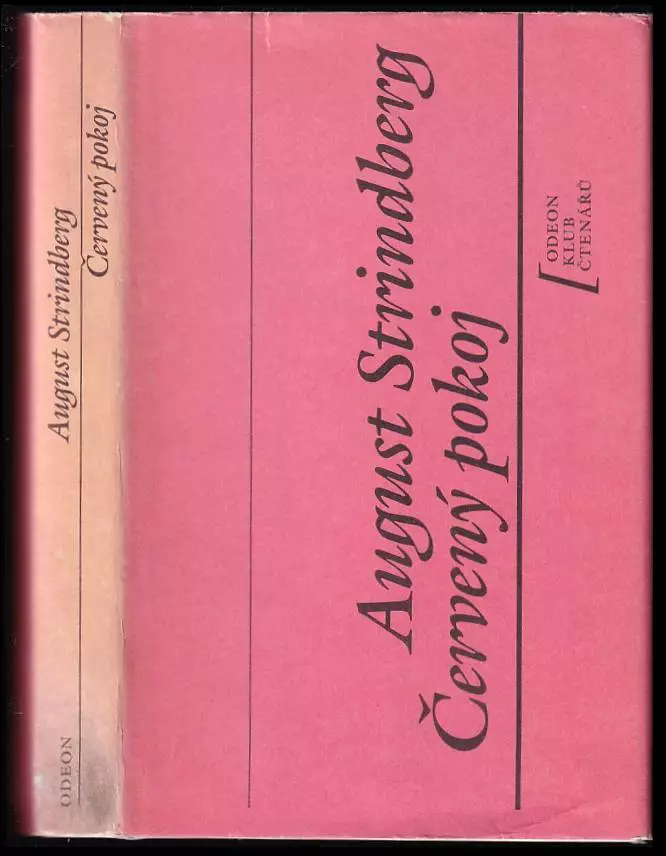 August Strindberg
Červený pokoj
ODEON
August Strindberg
Červený pokoj
ODEON
KLUB
ČTENÁŘŮ